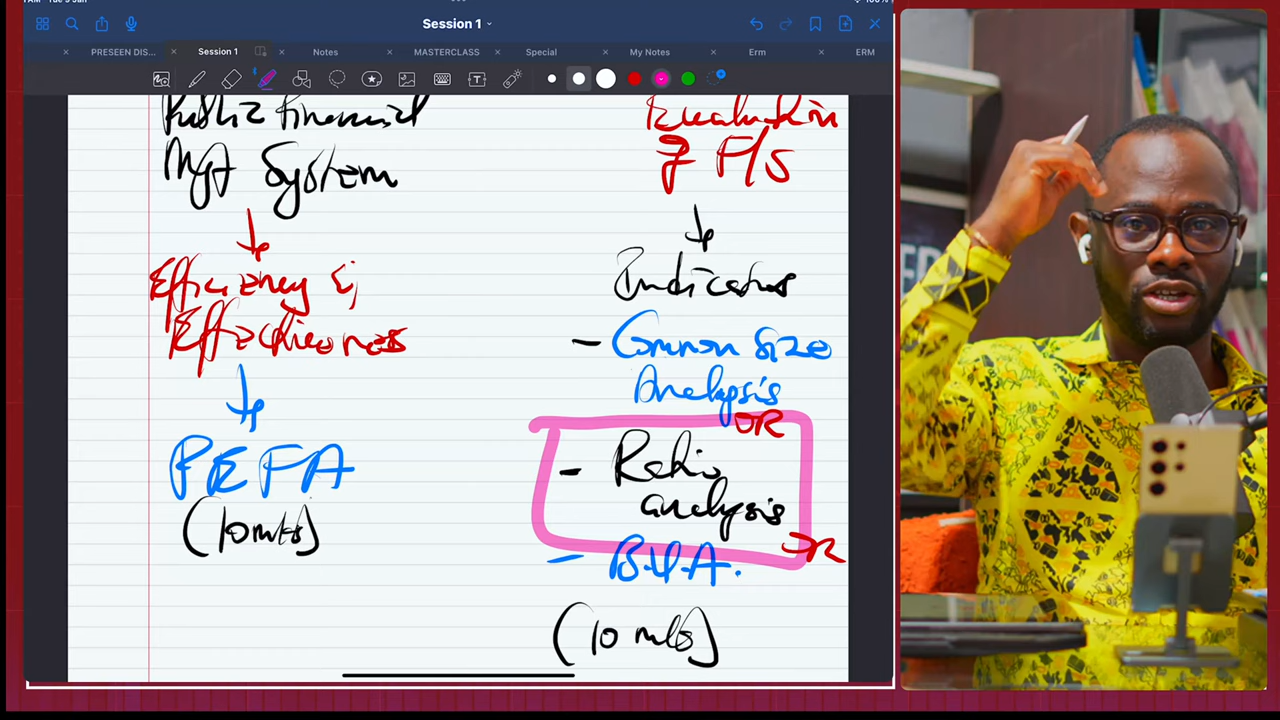 Session 1
PRESEEN DIS...
Session 1
Notes
MASTERCLASS
Special
My Notes
Erm
ERM
Public Financial
Mgt System
Efficiency &
Effectiveness
PEFA
(10mks)
Evaluation
of F/S
Indicators
- Common Size
Analysis
OR
- Ratio
analysis
OR
- BVA.
(10 mks)